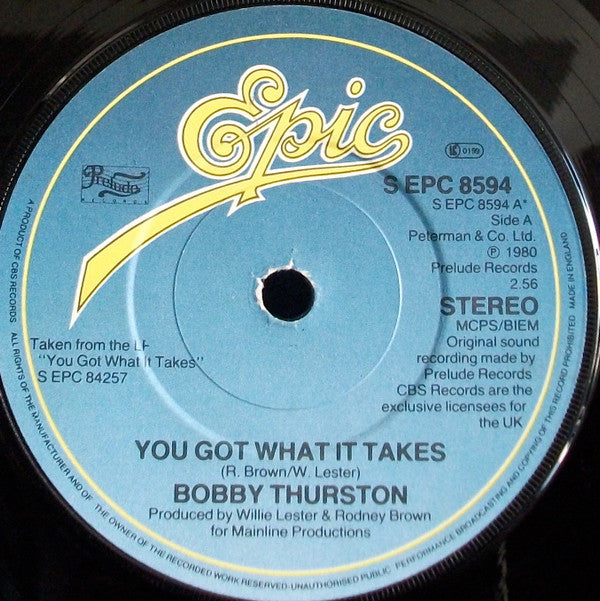 Epic
Prelude
RECORDS
K 0199
S EPC 8594
S EPC 8594 A*
Side A
Peterman & Co. Ltd.
℗ 1980
Prelude Records
2.56
STEREO
MCPS/BIEM
Original sound
recording made by
Prelude Records
CBS Records are the
exclusive licensees for
the UK
Taken from the LP
"You Got What It Takes"
S EPC 84257
YOU GOT WHAT IT TAKES
(R. Brown/W. Lester)
BOBBY THURSTON
Produced by Willie Lester & Rodney Brown
for Mainline Productions
A PRODUCT OF CBS RECORDS ALL RIGHTS OF THE MANUFACTURER AND OF THE OWNER OF THE RECORDED WORK RESERVED-UNAUTHORISED PUBLIC PERFORMANCE BROADCASTING AND COPYING OF THIS RECORD PROHIBITED MADE IN ENGLAND